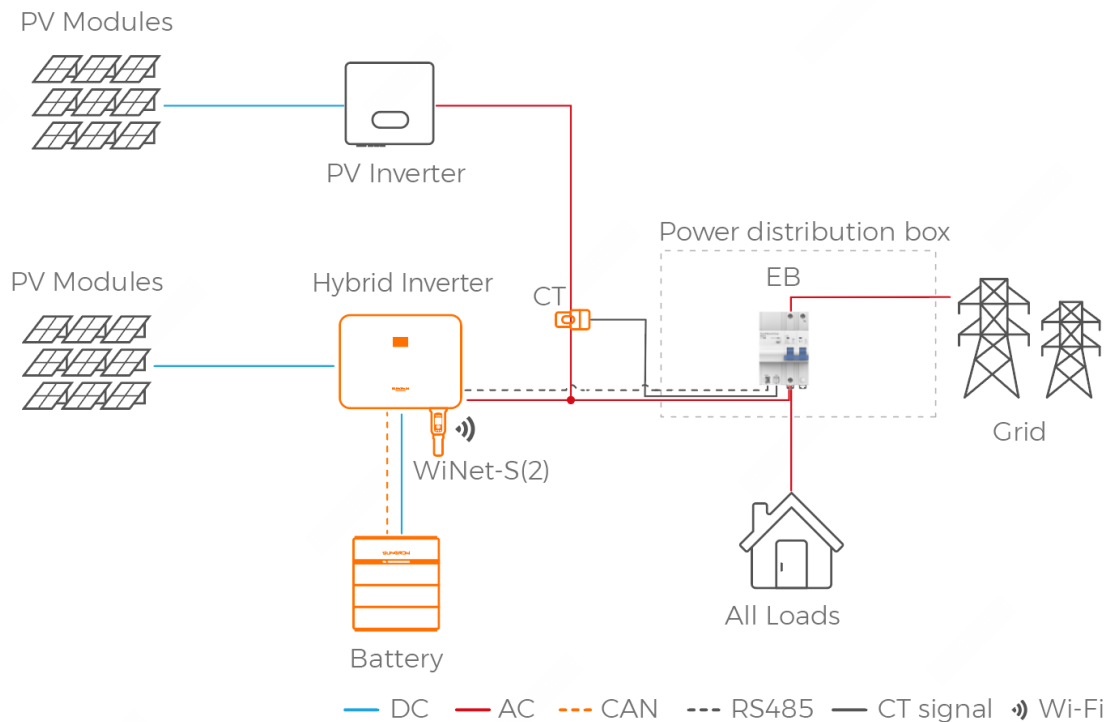 PV Modules
PV Inverter
Power distribution box
EB
PV Modules
Hybrid Inverter
CT
Grid
WiNet-S(2)
All Loads
Battery
DC
AC
CAN
RS485
CT signal
Wi-Fi